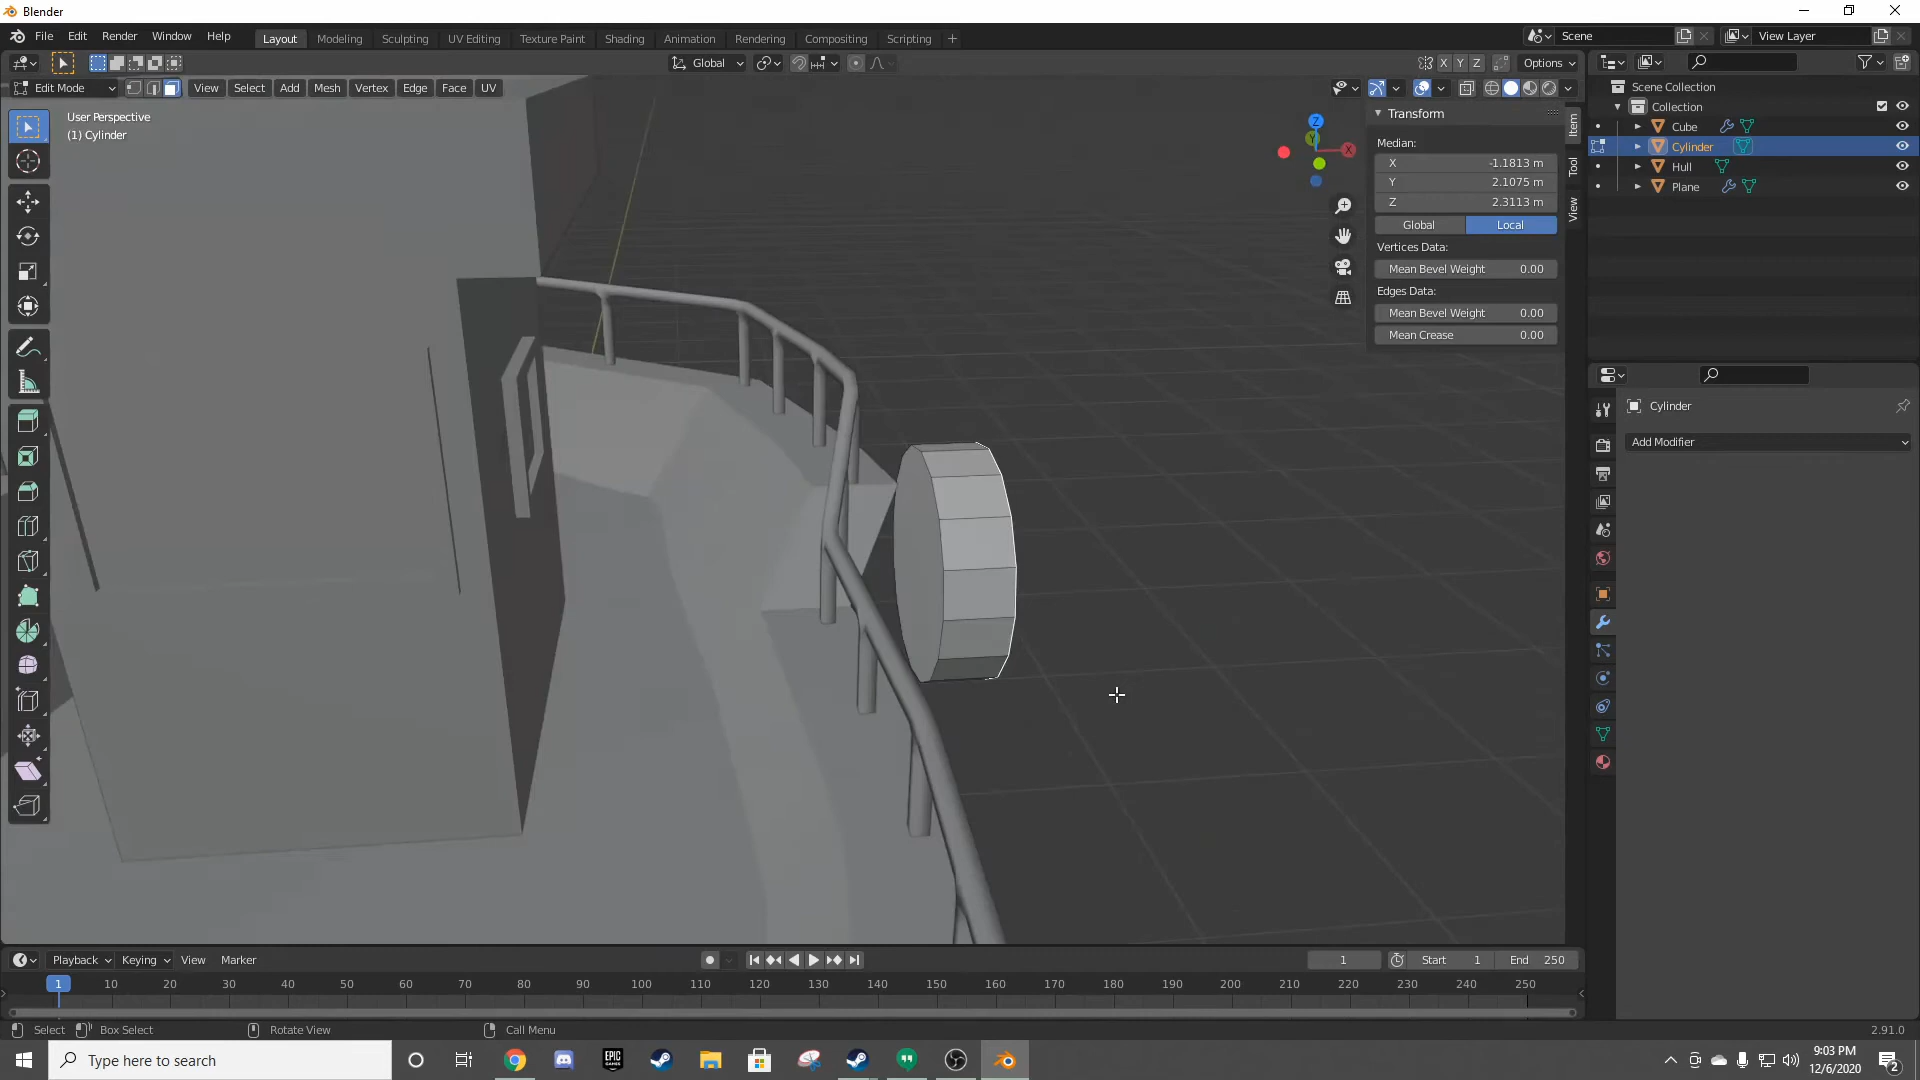 Blender
File Edit Render Window Help
Layout Modeling Sculpting UV Editing Texture Paint Shading Animation Rendering Compositing Scripting +
Scene
View Layer
Global
X Y Z
Options
Edit Mode
View Select Add Mesh Vertex Edge Face UV
User Perspective
(1) Cylinder
Z
Y
X
Transform
Median:
X -1.1813 m
Y 2.1075 m
Z 2.3113 m
Global Local
Vertices Data:
Mean Bevel Weight 0.00
Edges Data:
Mean Bevel Weight 0.00
Mean Crease 0.00
Item
Tool
View
Scene Collection
Collection
Cube
Cylinder
Hull
Plane
Cylinder
Add Modifier
Playback Keying View Marker
1
Start 1
End 250
1 10 20 30 40 50 60 70 80 90 100 110 120 130 140 150 160 170 180 190 200 210 220 230 240 250
Select Box Select Rotate View Call Menu
2.91.0
Type here to search
EPIC GAMES
9:03 PM
12/6/2020
2